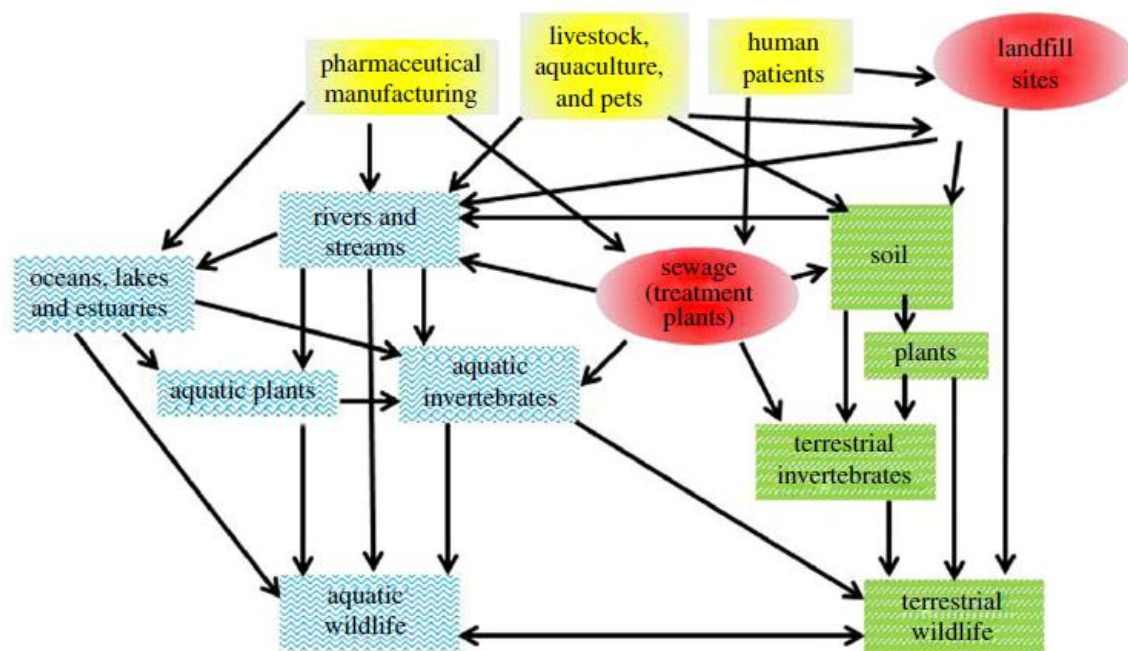 pharmaceutical
manufacturing
livestock,
aquaculture,
and pets
human
patients
landfill
sites
rivers and
streams
oceans, lakes
and estuaries
sewage
(treatment
plants)
soil
plants
aquatic plants
aquatic
invertebrates
terrestrial
invertebrates
aquatic
wildlife
terrestrial
wildlife